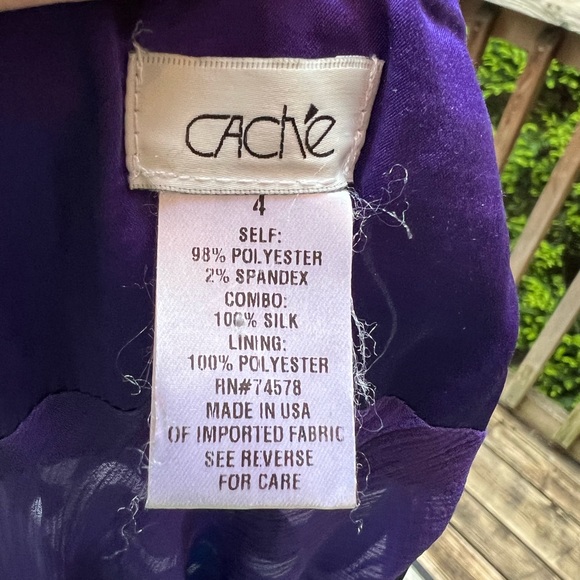 CAChé
4
SELF:
98% POLYESTER
2% SPANDEX
COMBO:
100% SILK
LINING:
100% POLYESTER
RN#74578
MADE IN USA
OF IMPORTED FABRIC
SEE REVERSE
FOR CARE